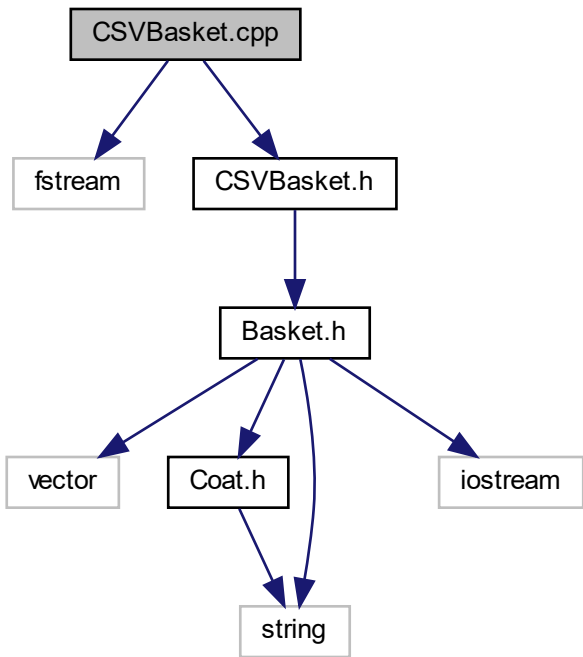 CSVBasket.cpp
fstream
CSVBasket.h
Basket.h
vector
Coat.h
iostream
string